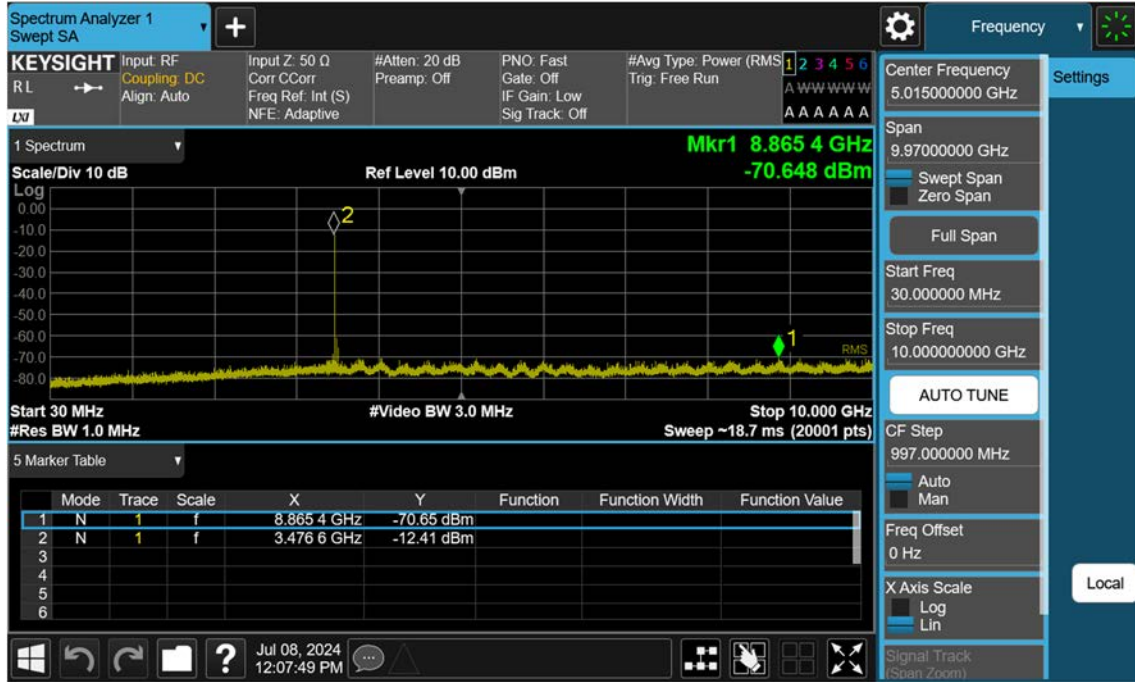 Spectrum Analyzer 1
Swept SA
+
Frequency
KEYSIGHT
R L
LXI
Input: RF
Coupling: DC
Align: Auto
Input Z: 50 Ω
Corr CCorr
Freq Ref: Int (S)
NFE: Adaptive
#Atten: 20 dB
Preamp: Off
PNO: Fast
Gate: Off
IF Gain: Low
Sig Track: Off
#Avg Type: Power (RMS
Trig: Free Run
1 2 3 4 5 6
A W W W W W
A A A A A A
1 Spectrum
Scale/Div 10 dB
Ref Level 10.00 dBm
Mkr1 8.865 4 GHz
-70.648 dBm
Log
0.00
-10.0
-20.0
-30.0
-40.0
-50.0
-60.0
-70.0
-80.0
2
1
RMS
Start 30 MHz
#Video BW 3.0 MHz
Stop 10.000 GHz
#Res BW 1.0 MHz
Sweep ~18.7 ms (20001 pts)
5 Marker Table
Mode Trace Scale X Y Function Function Width Function Value
1 N 1 f 8.865 4 GHz -70.65 dBm
2 N 1 f 3.476 6 GHz -12.41 dBm
3
4
5
6
Jul 08, 2024
12:07:49 PM
?
Center Frequency
5.015000000 GHz
Settings
Span
9.97000000 GHz
Swept Span
Zero Span
Full Span
Start Freq
30.000000 MHz
Stop Freq
10.000000000 GHz
AUTO TUNE
CF Step
997.000000 MHz
Auto
Man
Freq Offset
0 Hz
X Axis Scale
Log
Lin
Local
Signal Track
(Span Zoom)